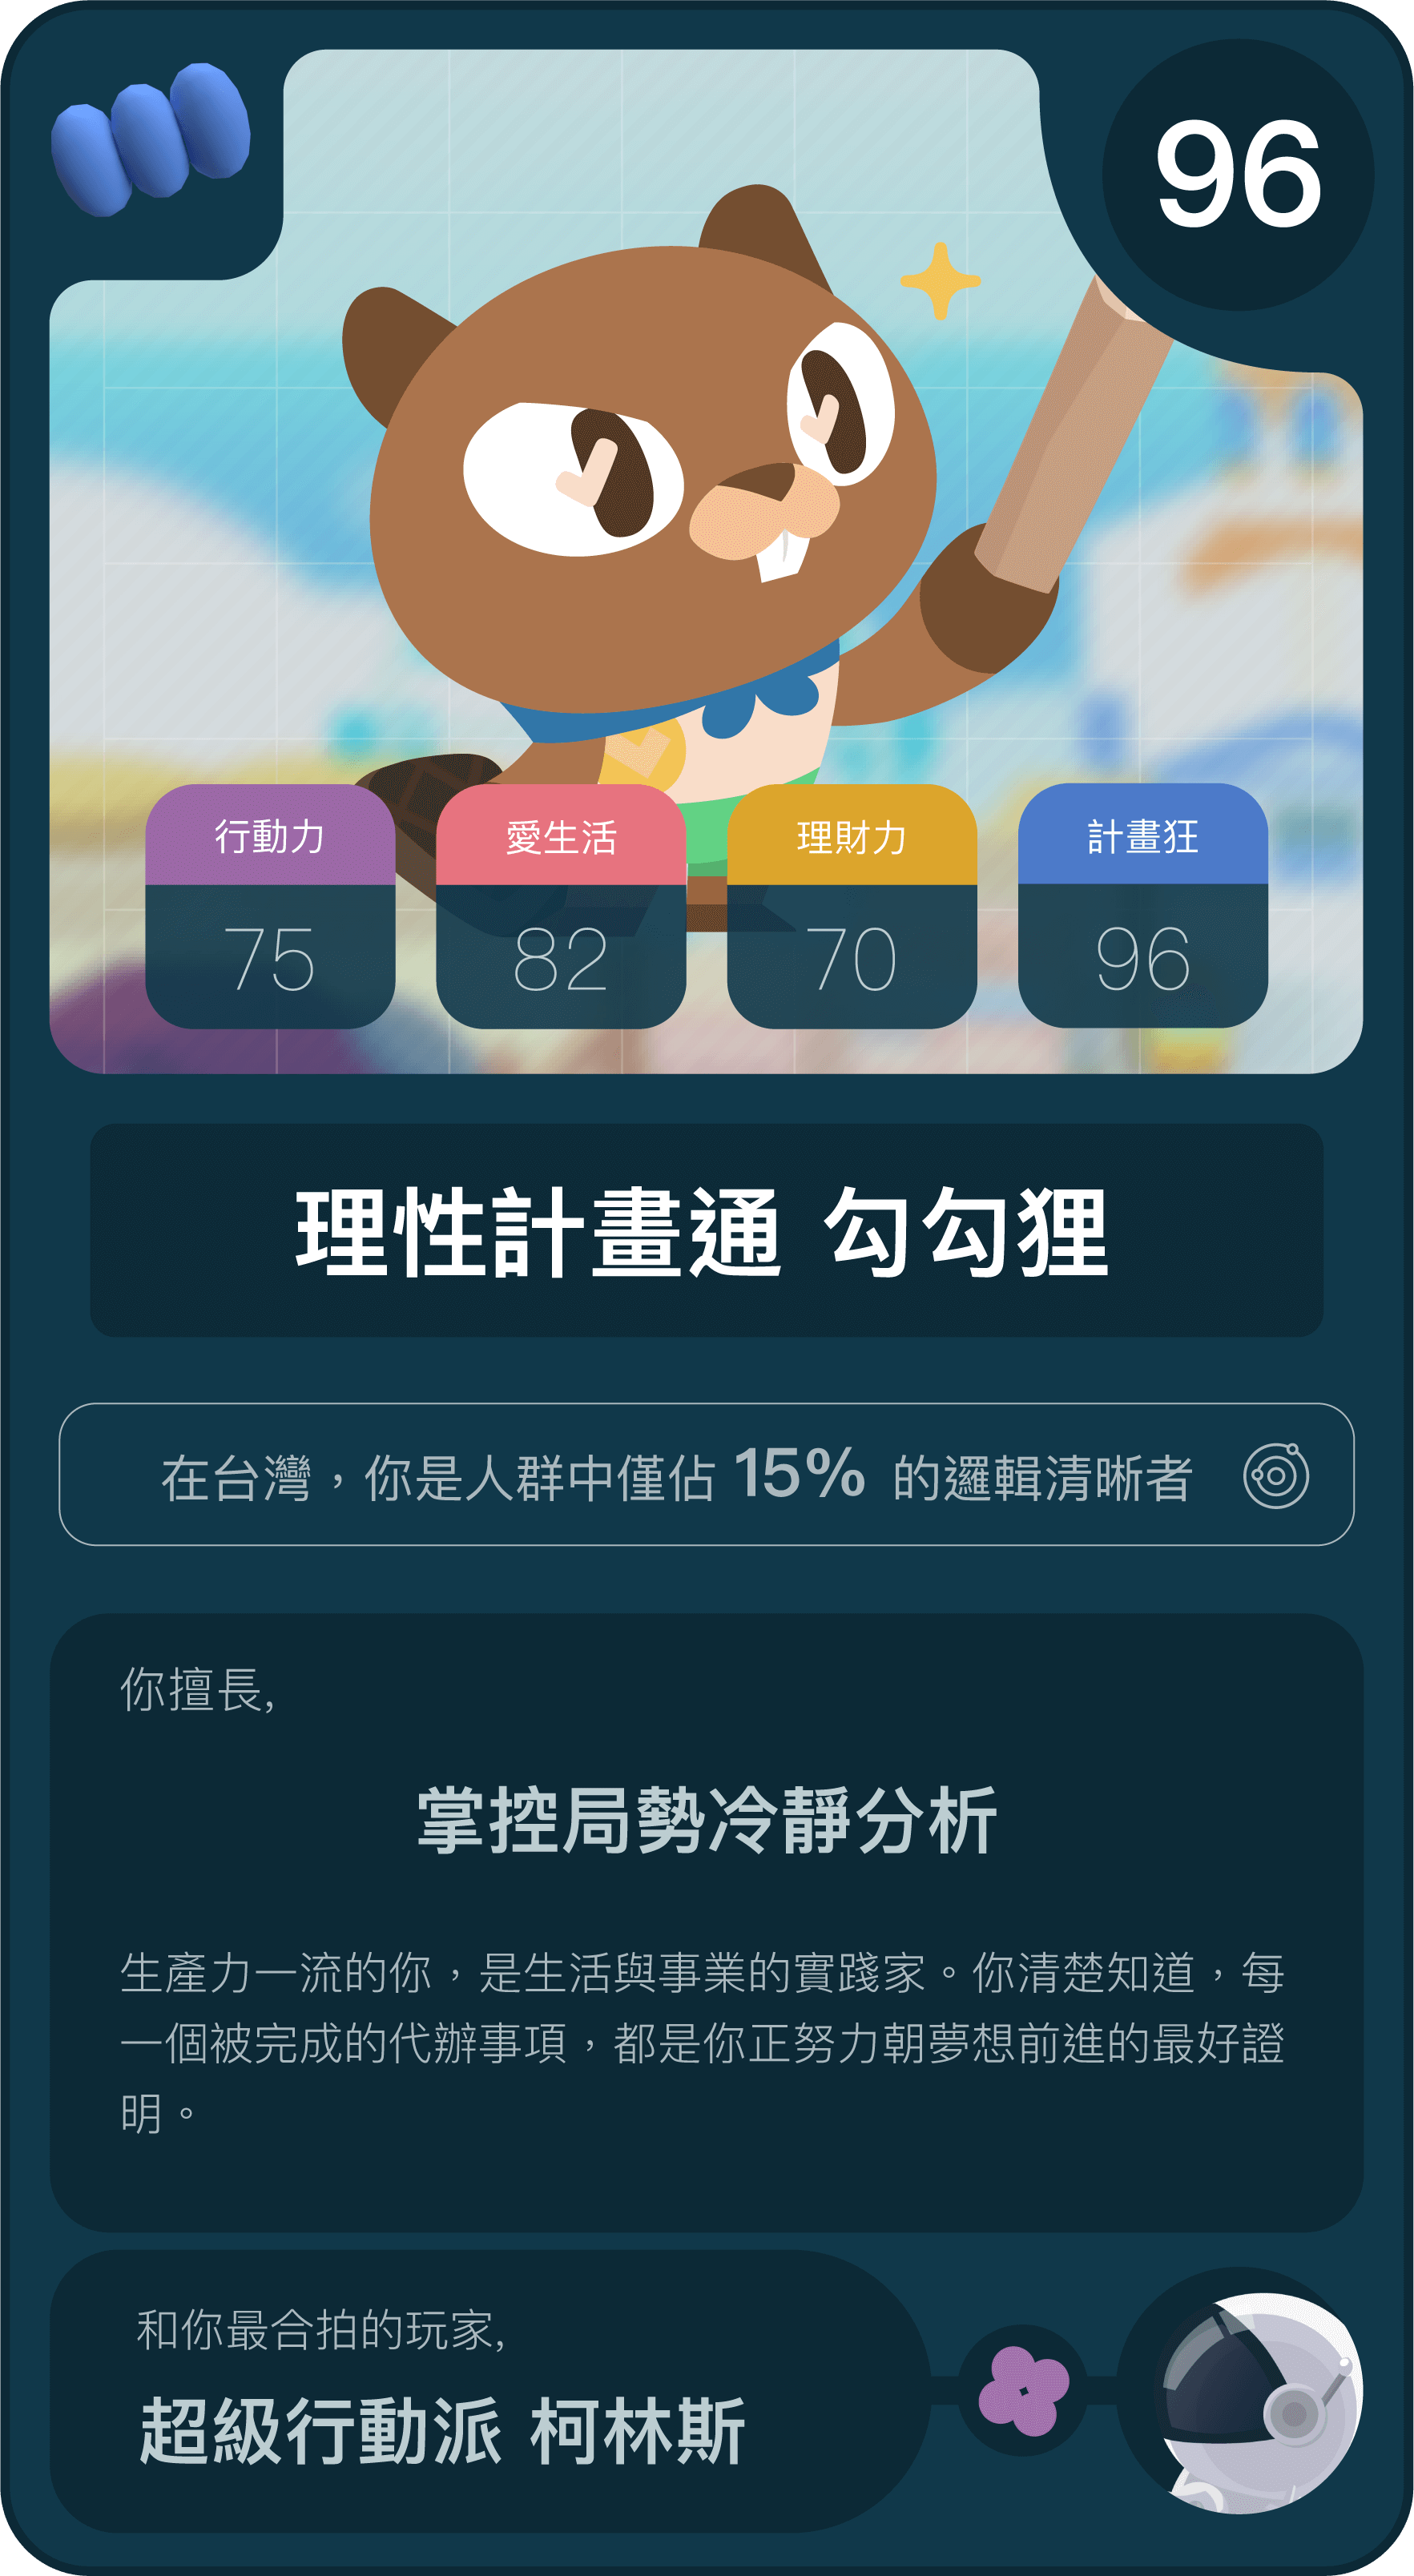 96
行動力
愛生活
理財力
計畫狂
75
82
70
96
理性計畫通 勾勾狸
在台灣，你是人群中僅佔 15% 的邏輯清晰者
你擅長,
掌控局勢冷靜分析
生產力一流的你，是生活與事業的實踐家。你清楚知道，每
一個被完成的代辦事項，都是你正努力朝夢想前進的最好證
明。
和你最合拍的玩家,
超級行動派 柯林斯